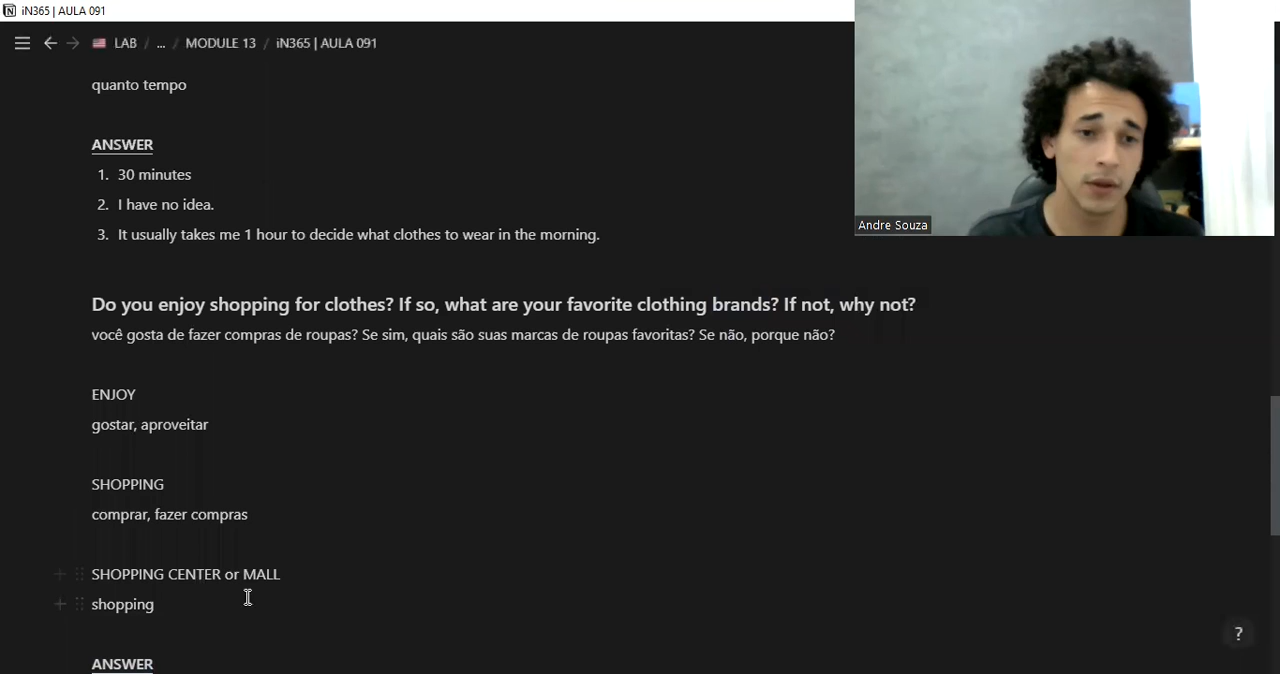 iN365 | AULA 091
LAB / ... / MODULE 13 / iN365 | AULA 091
quanto tempo
ANSWER
1. 30 minutes
2. I have no idea.
3. It usually takes me 1 hour to decide what clothes to wear in the morning.
Andre Souza
Do you enjoy shopping for clothes? If so, what are your favorite clothing brands? If not, why not?
você gosta de fazer compras de roupas? Se sim, quais são suas marcas de roupas favoritas? Se não, porque não?
ENJOY
gostar, aproveitar
SHOPPING
comprar, fazer compras
SHOPPING CENTER or MALL
shopping
?
ANSWER